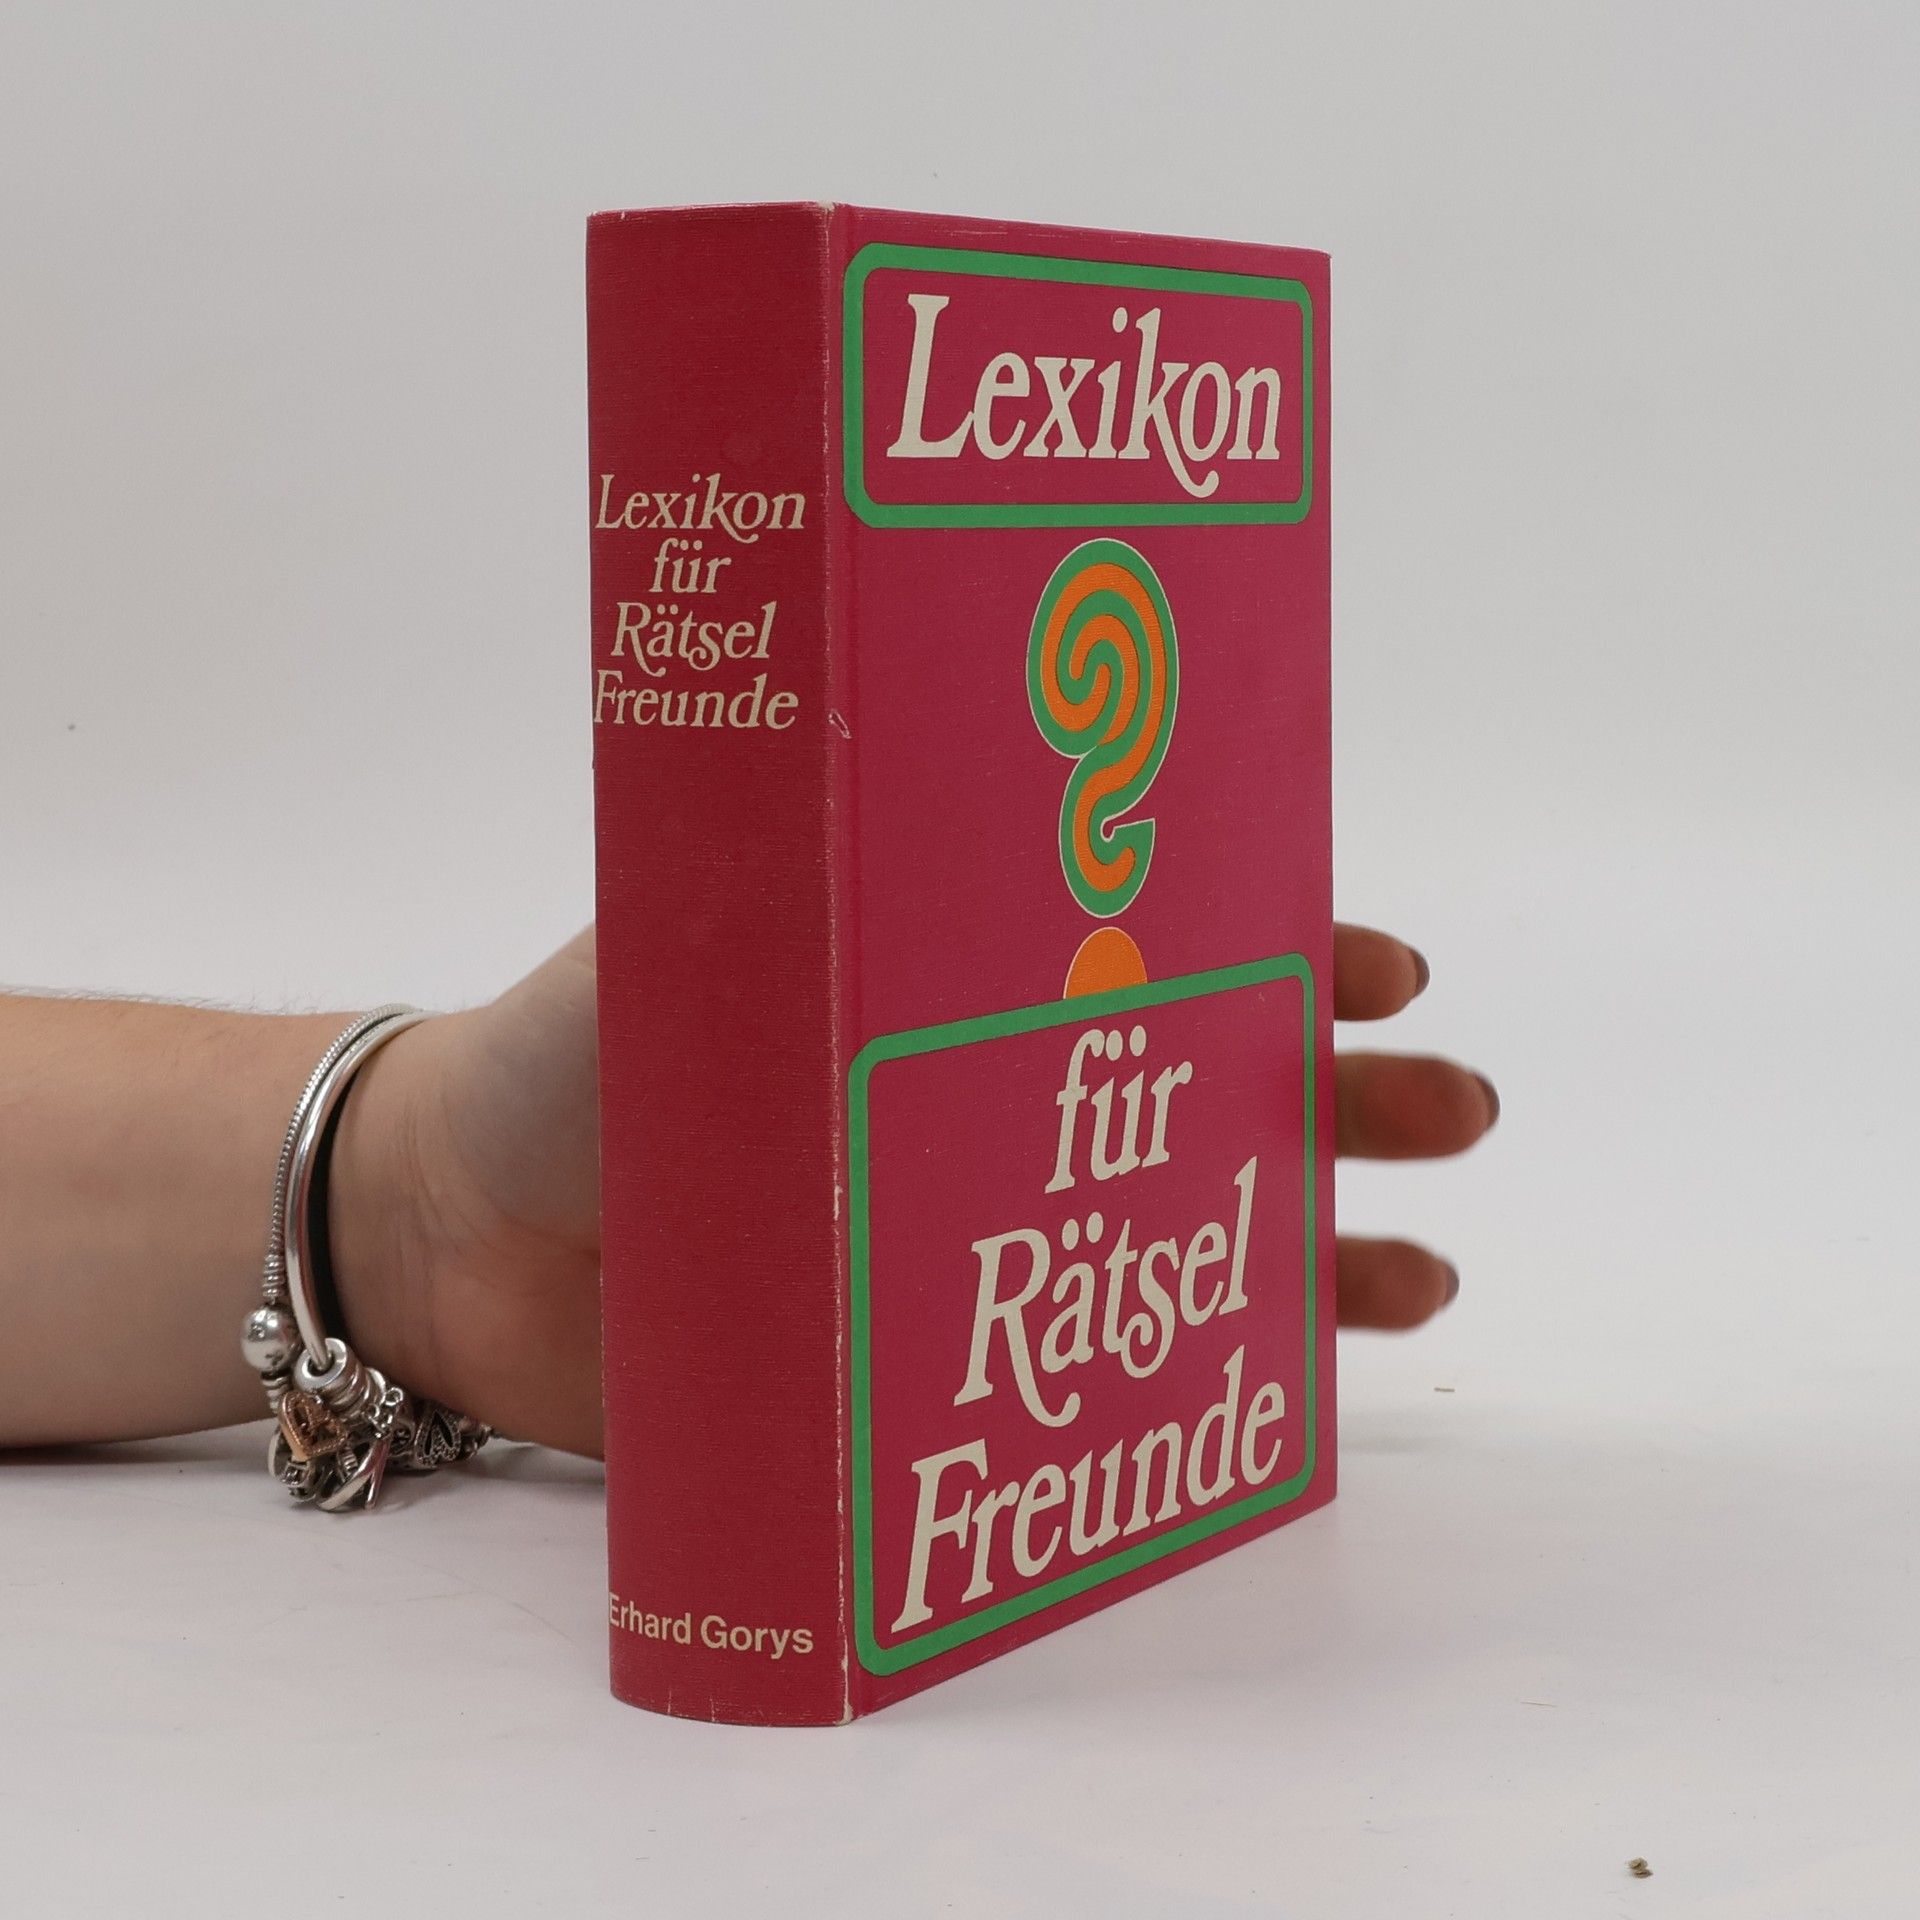 Lexikon
für
Rätsel
Freunde
Erhard Gorys
Lexikon
?
für
Rätsel
Freunde